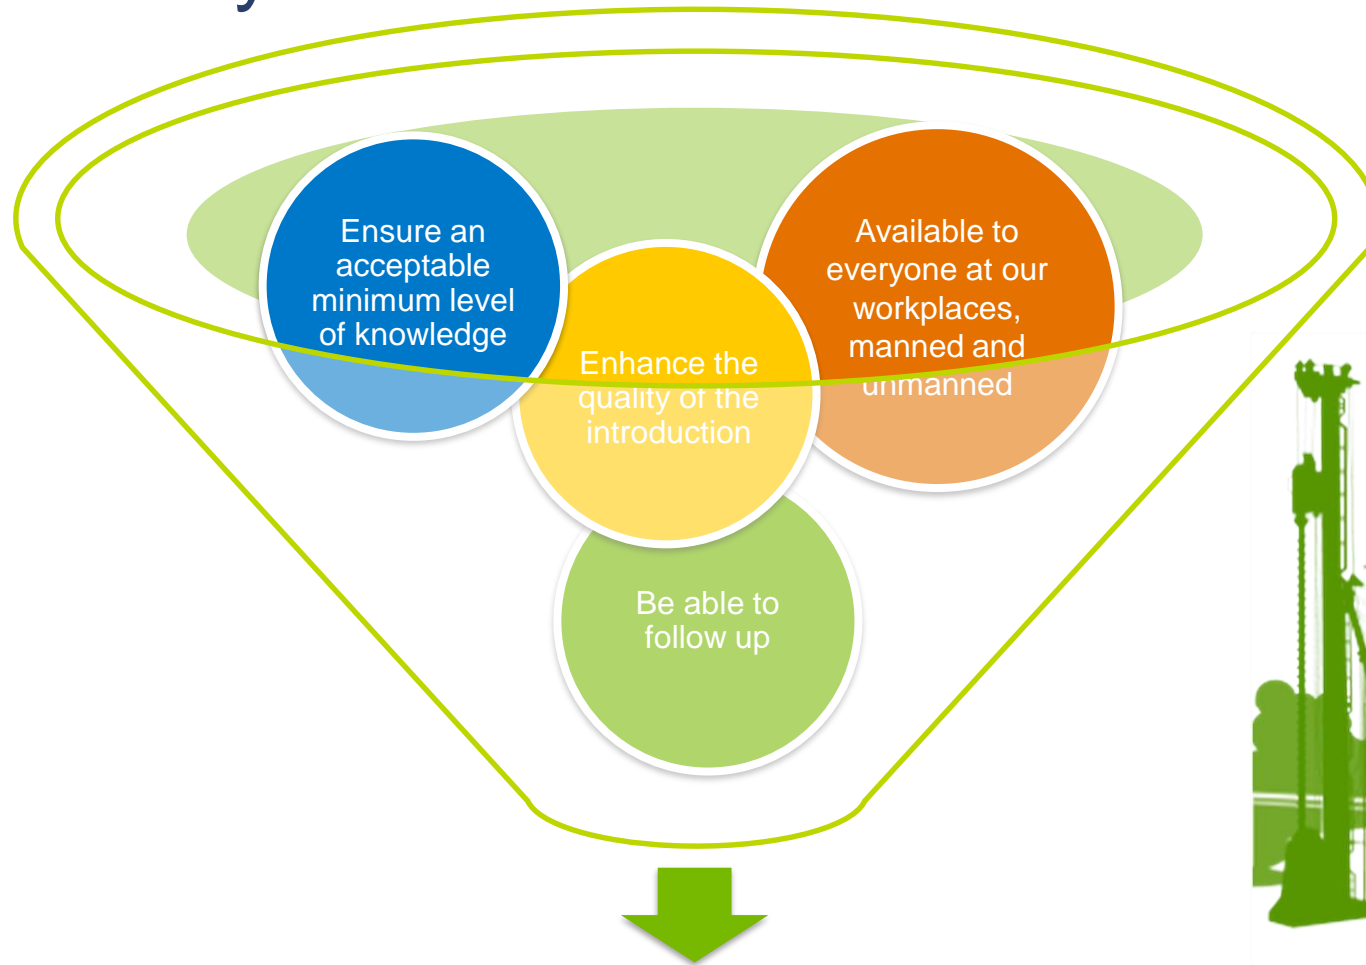 Ensure an
acceptable
minimum level
of knowledge
Available to
everyone at our
workplaces,
manned and
unmanned
Enhance the
quality of the
introduction
Be able to
follow up